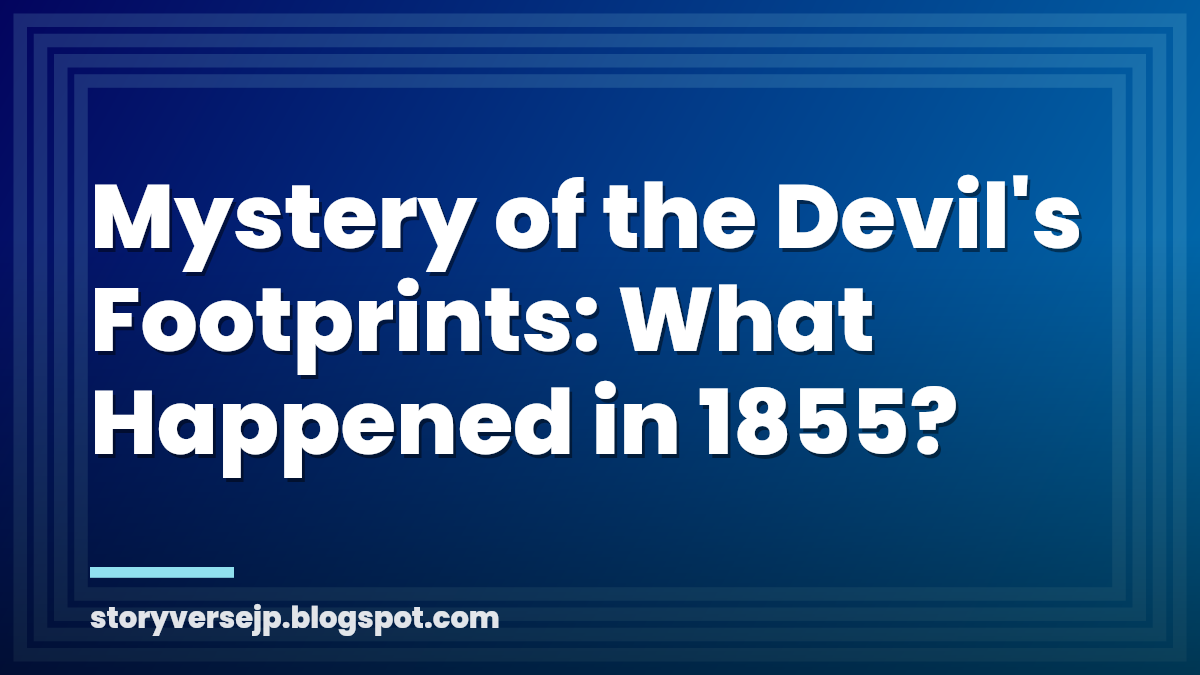 Mystery of the Devil's
Footprints: What
Happened in 1855?
storyversejp.blogspot.com